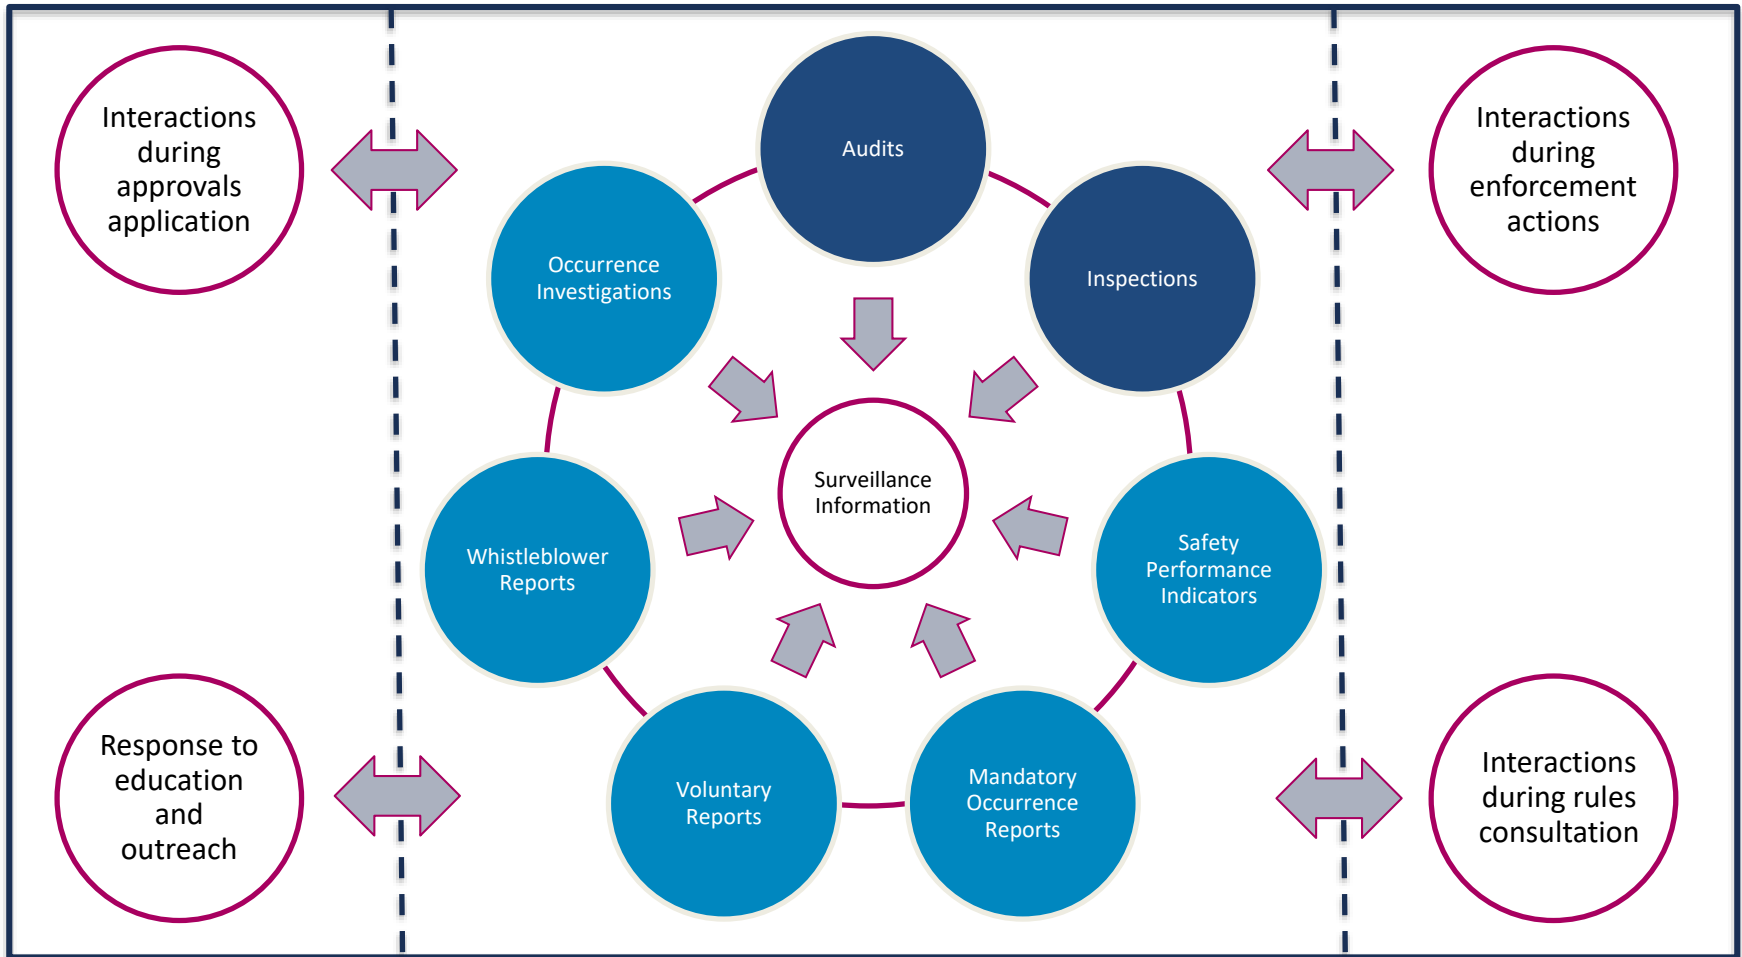 Interactions
during
approvals
application
Audits
Interactions
during
enforcement
actions
Occurrence
Investigations
Inspections
Surveillance
Information
Whistleblower
Reports
Safety
Performance
Indicators
Response to
education
and
outreach
Voluntary
Reports
Mandatory
Occurrence
Reports
Interactions
during rules
consultation